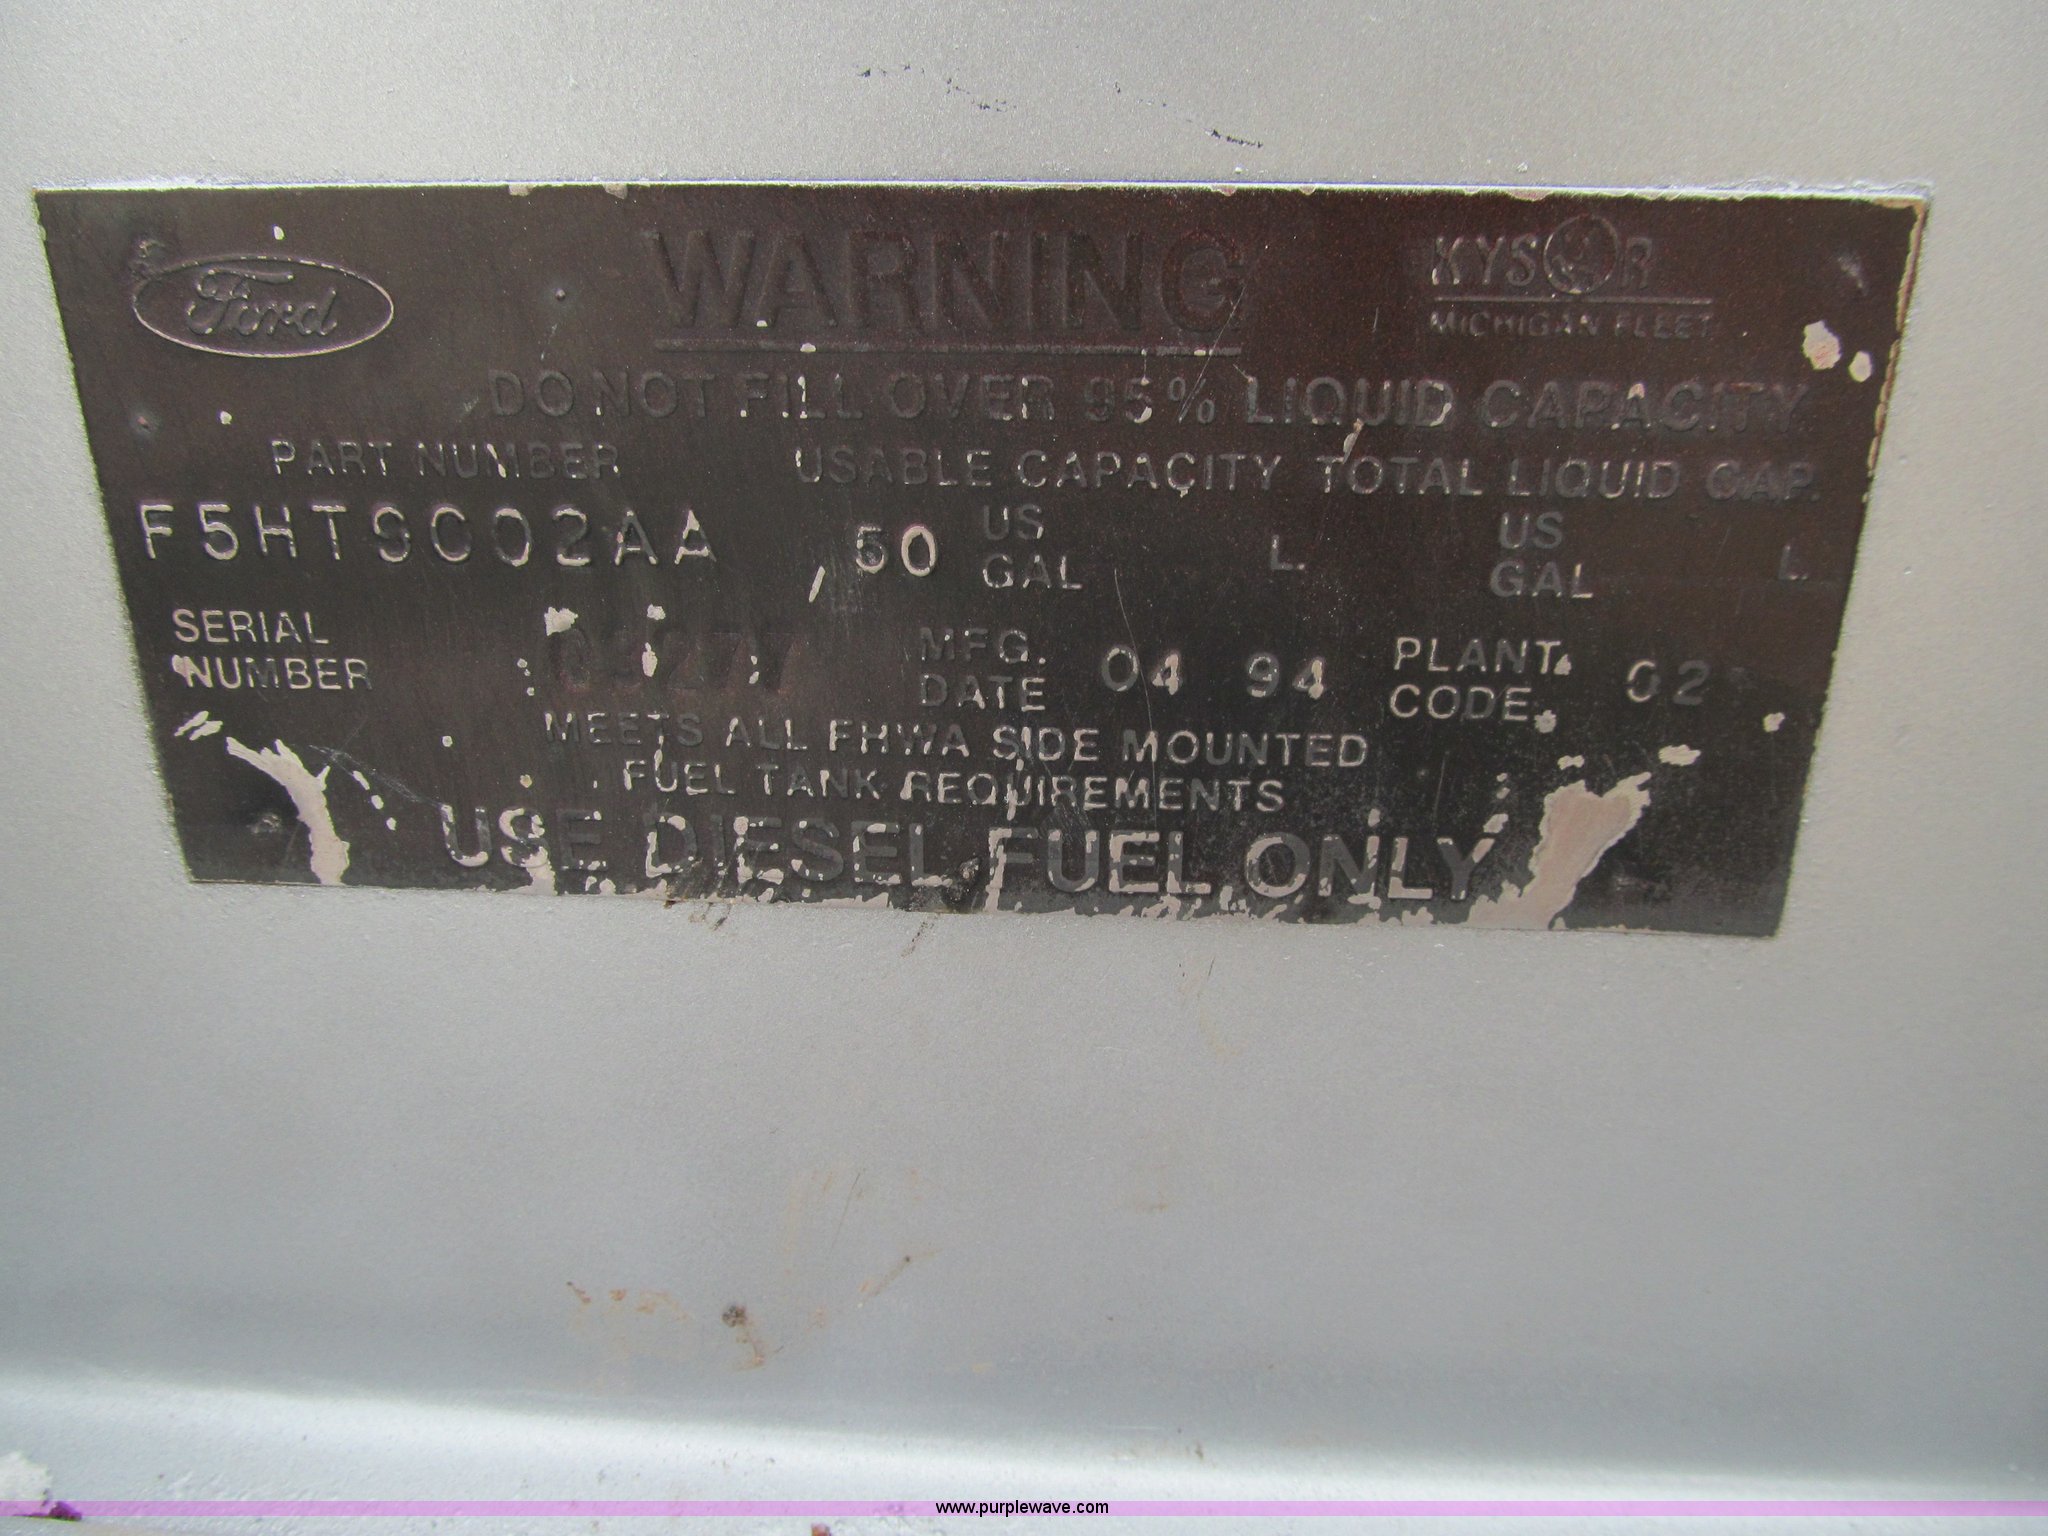 Ford
WARNING
KYSOR
MICHIGAN FLEET
DO NOT FILL OVER 95% LIQUID CAPACITY
PART NUMBER USABLE CAPACITY TOTAL LIQUID CAP.
F5HT9C02AA 50 US GAL L. US GAL L.
SERIAL NUMBER MFG. DATE 04 94 PLANT CODE 02
MEETS ALL FHWA SIDE MOUNTED
FUEL TANK REQUIREMENTS
USE DIESEL FUEL ONLY
www.purplewave.com